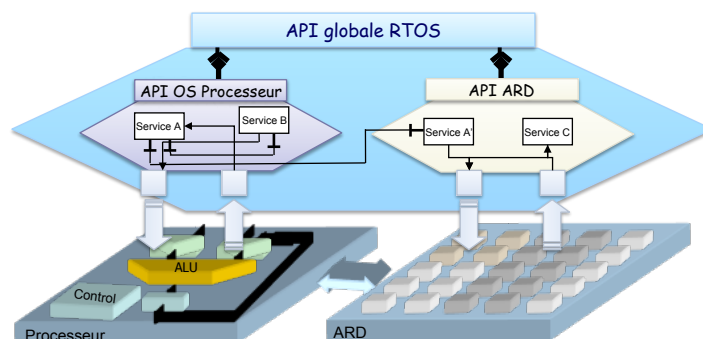 API globale RTOS
API OS Processeur
API ARD
Service A
Service B
Service A'
Service C
ALU
Control
Processeur
ARD